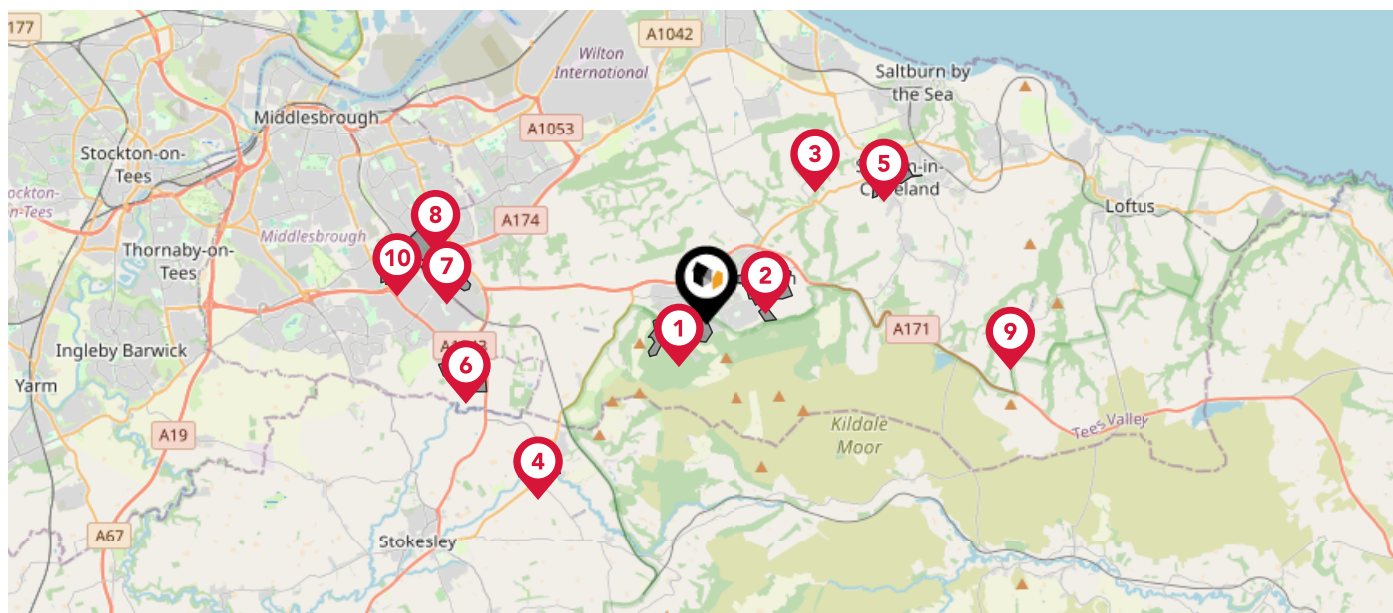 177
A1042
Wilton
International
Saltburn by
the Sea
Middlesbrough
A1053
Stockton-on-
Tees
3
5
in-
land
Loftus
8
A174
Middlesbrough
Thornaby-on-
Tees
10
7
2
1
A171
9
Ingleby Barwick
Yarm
6
A19
Kildale
Moor
Tees Valley
4
A67
Stokesley